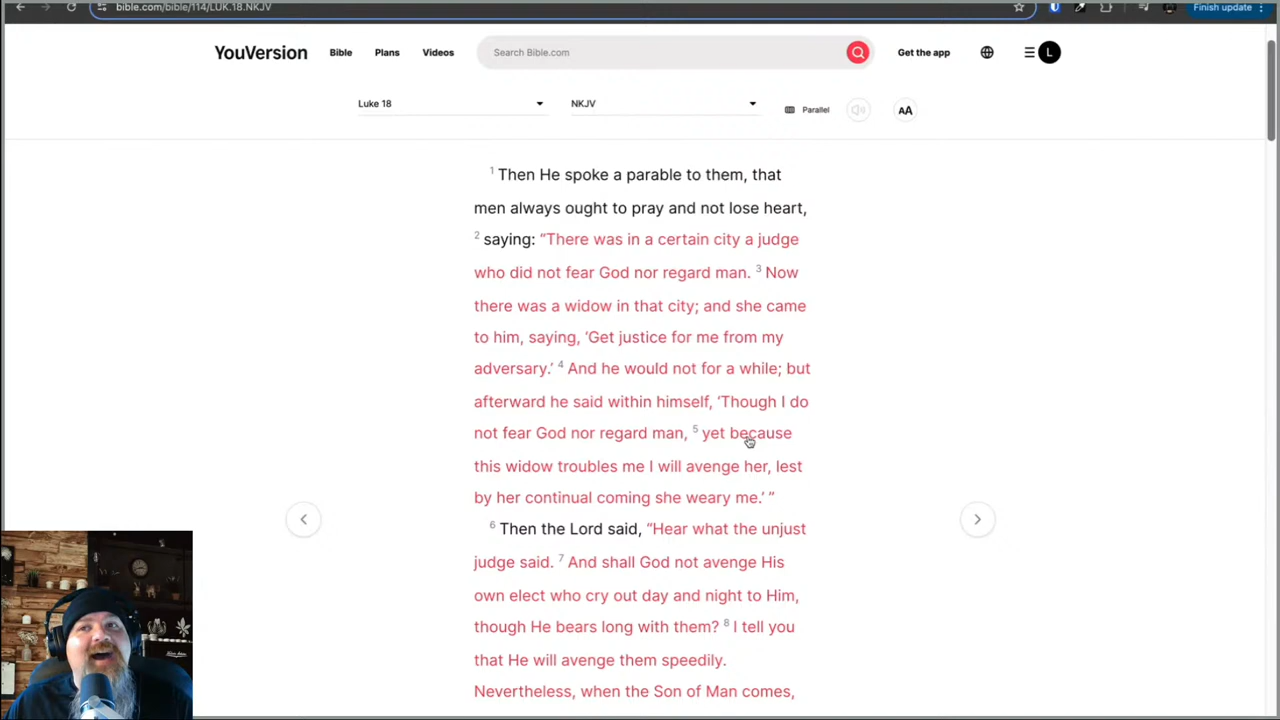 bible.com/bible/114/LUK.18.NKJV
Finish update
YouVersion Bible Plans Videos Search Bible.com Get the app L
Luke 18 NKJV Parallel AA
1 Then He spoke a parable to them, that
men always ought to pray and not lose heart,
2 saying: “There was in a certain city a judge
who did not fear God nor regard man. 3 Now
there was a widow in that city; and she came
to him, saying, ‘Get justice for me from my
adversary.’ 4 And he would not for a while; but
afterward he said within himself, ‘Though I do
not fear God nor regard man, 5 yet because
this widow troubles me I will avenge her, lest
by her continual coming she weary me.’ ”
6 Then the Lord said, “Hear what the unjust
judge said. 7 And shall God not avenge His
own elect who cry out day and night to Him,
though He bears long with them? 8 I tell you
that He will avenge them speedily.
Nevertheless, when the Son of Man comes,